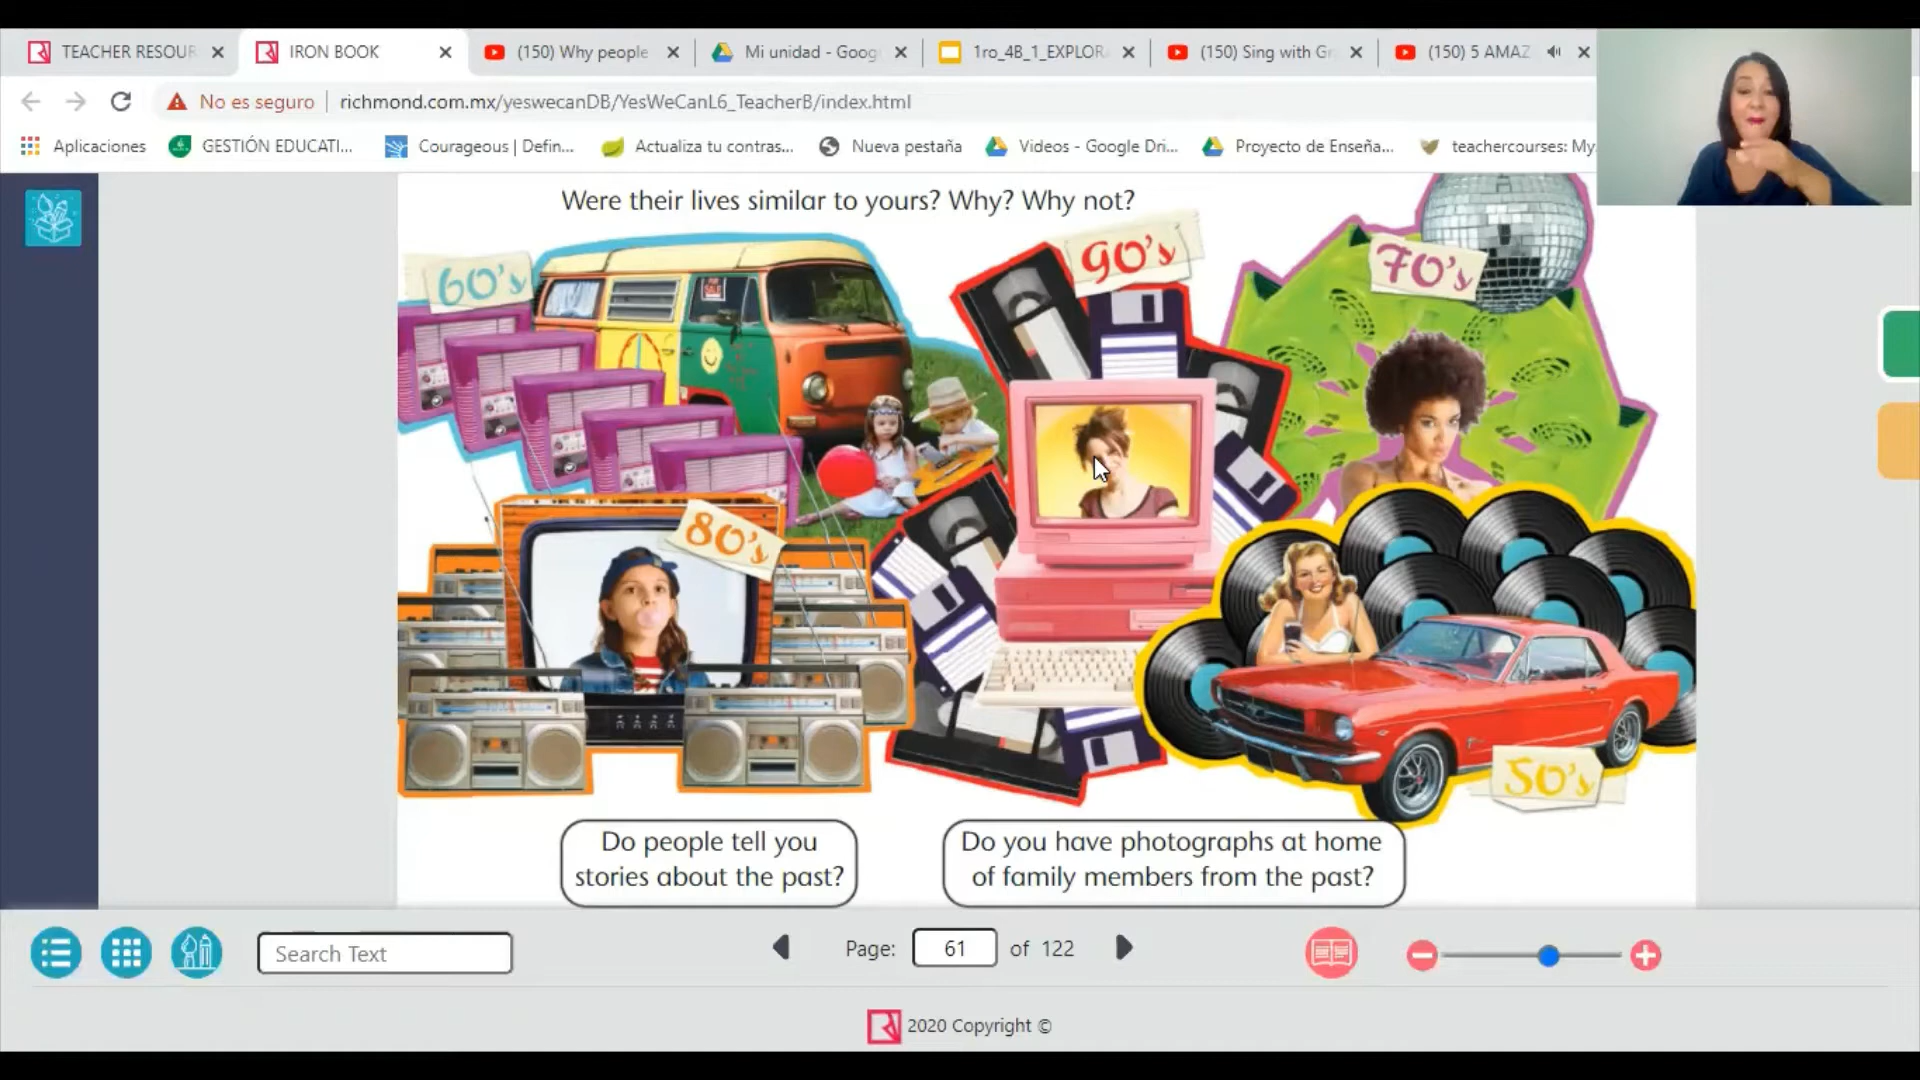 TEACHER RESOUR
IRON BOOK
(150) Why people
Mi unidad - Goog
1ro_4B_1_EXPLORA
(150) Sing with Gr
(150) 5 AMAZ
No es seguro
richmond.com.mx/yeswecanDB/YesWeCanL6_TeacherB/index.html
Aplicaciones
GESTIÓN EDUCATI...
Courageous | Defin...
Actualiza tu contras...
Nueva pestaña
Videos - Google Dri...
Proyecto de Enseña...
teachercourses: My
Were their lives similar to yours? Why? Why not?
60's
90's
70's
80's
50's
Do people tell you
stories about the past?
Do you have photographs at home
of family members from the past?
Search Text
Page: 61 of 122
2020 Copyright ©